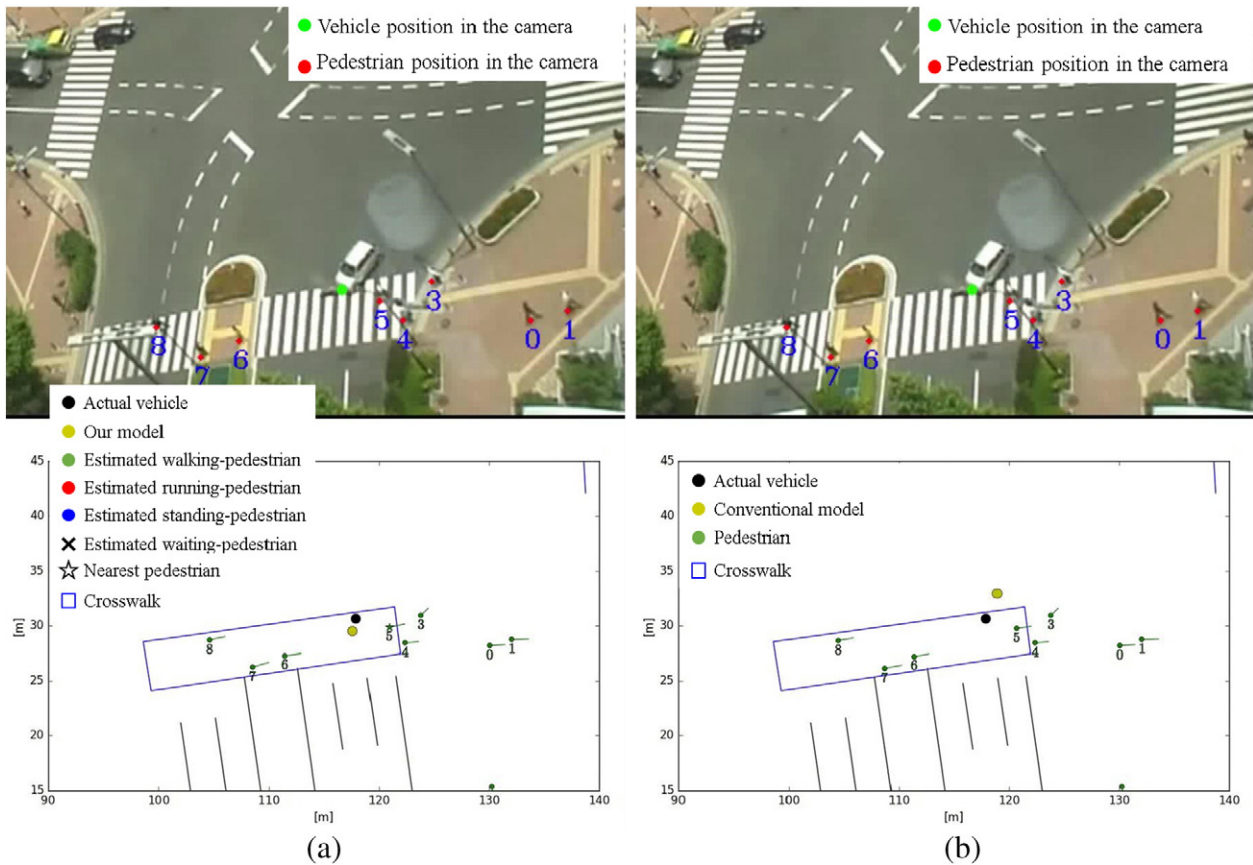 Vehicle position in the camera
Pedestrian position in the camera
3
5
4
0
1
8
7
6
Vehicle position in the camera
Pedestrian position in the camera
3
5
4
0
1
8
7
6
Actual vehicle
Our model
Estimated walking-pedestrian
Estimated running-pedestrian
Estimated standing-pedestrian
Estimated waiting-pedestrian
Nearest pedestrian
Crosswalk
45
40
35
30
25
20
15
[m]
8
7
6
5
4
3
0
1
90
100
110
120
130
140
[m]
(a)
Actual vehicle
Conventional model
Pedestrian
Crosswalk
45
40
35
30
25
20
15
[m]
8
7
6
5
4
3
0
1
90
100
110
120
130
140
[m]
(b)